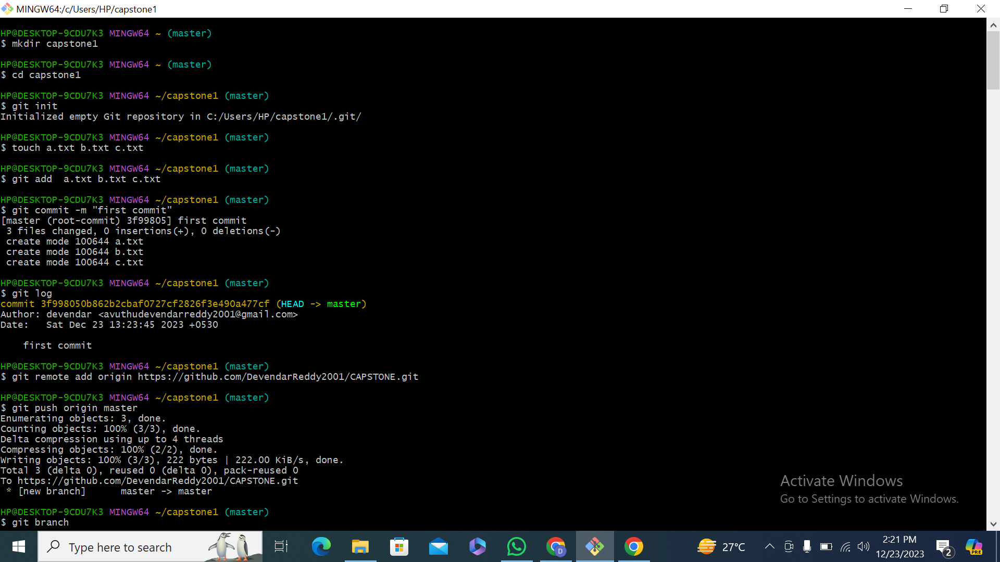 MINGW64:/c/Users/HP/capstone1
HP@DESKTOP-9CDU7K3 MINGW64 ~ (master)
$ mkdir capstone1
HP@DESKTOP-9CDU7K3 MINGW64 ~ (master)
$ cd capstone1
HP@DESKTOP-9CDU7K3 MINGW64 ~/capstone1 (master)
$ git init
Initialized empty Git repository in C:/Users/HP/capstone1/.git/
HP@DESKTOP-9CDU7K3 MINGW64 ~/capstone1 (master)
$ touch a.txt b.txt c.txt
HP@DESKTOP-9CDU7K3 MINGW64 ~/capstone1 (master)
$ git add  a.txt b.txt c.txt
HP@DESKTOP-9CDU7K3 MINGW64 ~/capstone1 (master)
$ git commit -m "first commit"
[master (root-commit) 3f99805] first commit
 3 files changed, 0 insertions(+), 0 deletions(-)
 create mode 100644 a.txt
 create mode 100644 b.txt
 create mode 100644 c.txt
HP@DESKTOP-9CDU7K3 MINGW64 ~/capstone1 (master)
$ git log
commit 3f998050b862b2cbaf0727cf2826f3e490a477cf (HEAD -> master)
Author: devendar <avuthudevendarreddy2001@gmail.com>
Date:   Sat Dec 23 13:23:45 2023 +0530
    first commit
HP@DESKTOP-9CDU7K3 MINGW64 ~/capstone1 (master)
$ git remote add origin https://github.com/DevendarReddy2001/CAPSTONE.git
HP@DESKTOP-9CDU7K3 MINGW64 ~/capstone1 (master)
$ git push origin master
Enumerating objects: 3, done.
Counting objects: 100% (3/3), done.
Delta compression using up to 4 threads
Compressing objects: 100% (2/2), done.
Writing objects: 100% (3/3), 222 bytes | 222.00 KiB/s, done.
Total 3 (delta 0), reused 0 (delta 0), pack-reused 0
To https://github.com/DevendarReddy2001/CAPSTONE.git
 * [new branch]      master -> master
HP@DESKTOP-9CDU7K3 MINGW64 ~/capstone1 (master)
$ git branch
Activate Windows
Go to Settings to activate Windows.
Type here to search
D
27°C
2:21 PM
12/23/2023
2
PRE